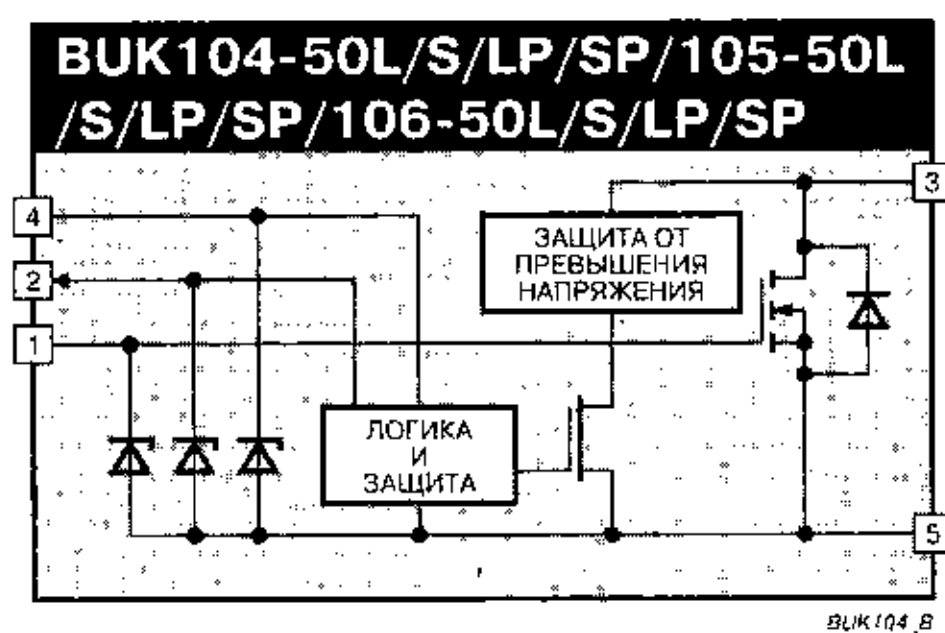 BUK104-50L/S/LP/SP/105-50L
/S/LP/SP/106-50L/S/LP/SP
4
3
ЗАЩИТА ОТ
ПРЕВЫШЕНИЯ
НАПРЯЖЕНИЯ
2
1
ЛОГИКА
И
ЗАЩИТА
5
BUK104_B